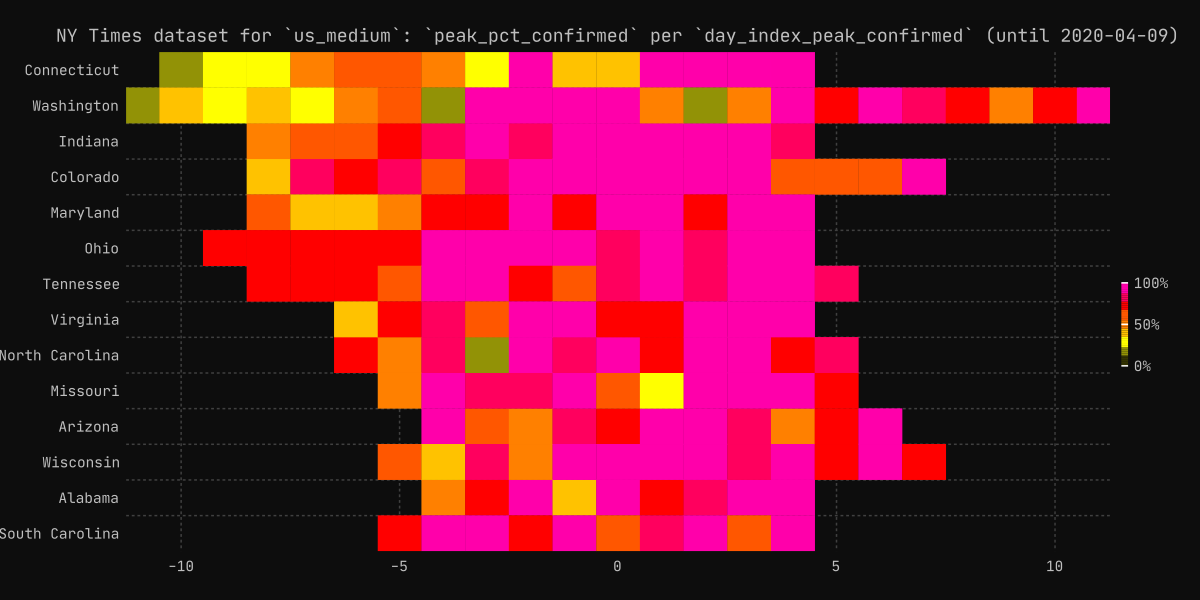 NY Times dataset for `us_medium`: `peak_pct_confirmed` per `day_index_peak_confirmed` (until 2020-04-09)
Connecticut
Washington
Indiana
Colorado
Maryland
Ohio
Tennessee
Virginia
North Carolina
Missouri
Arizona
Wisconsin
Alabama
South Carolina
-10 -5 0 5 10
100%
50%
0%